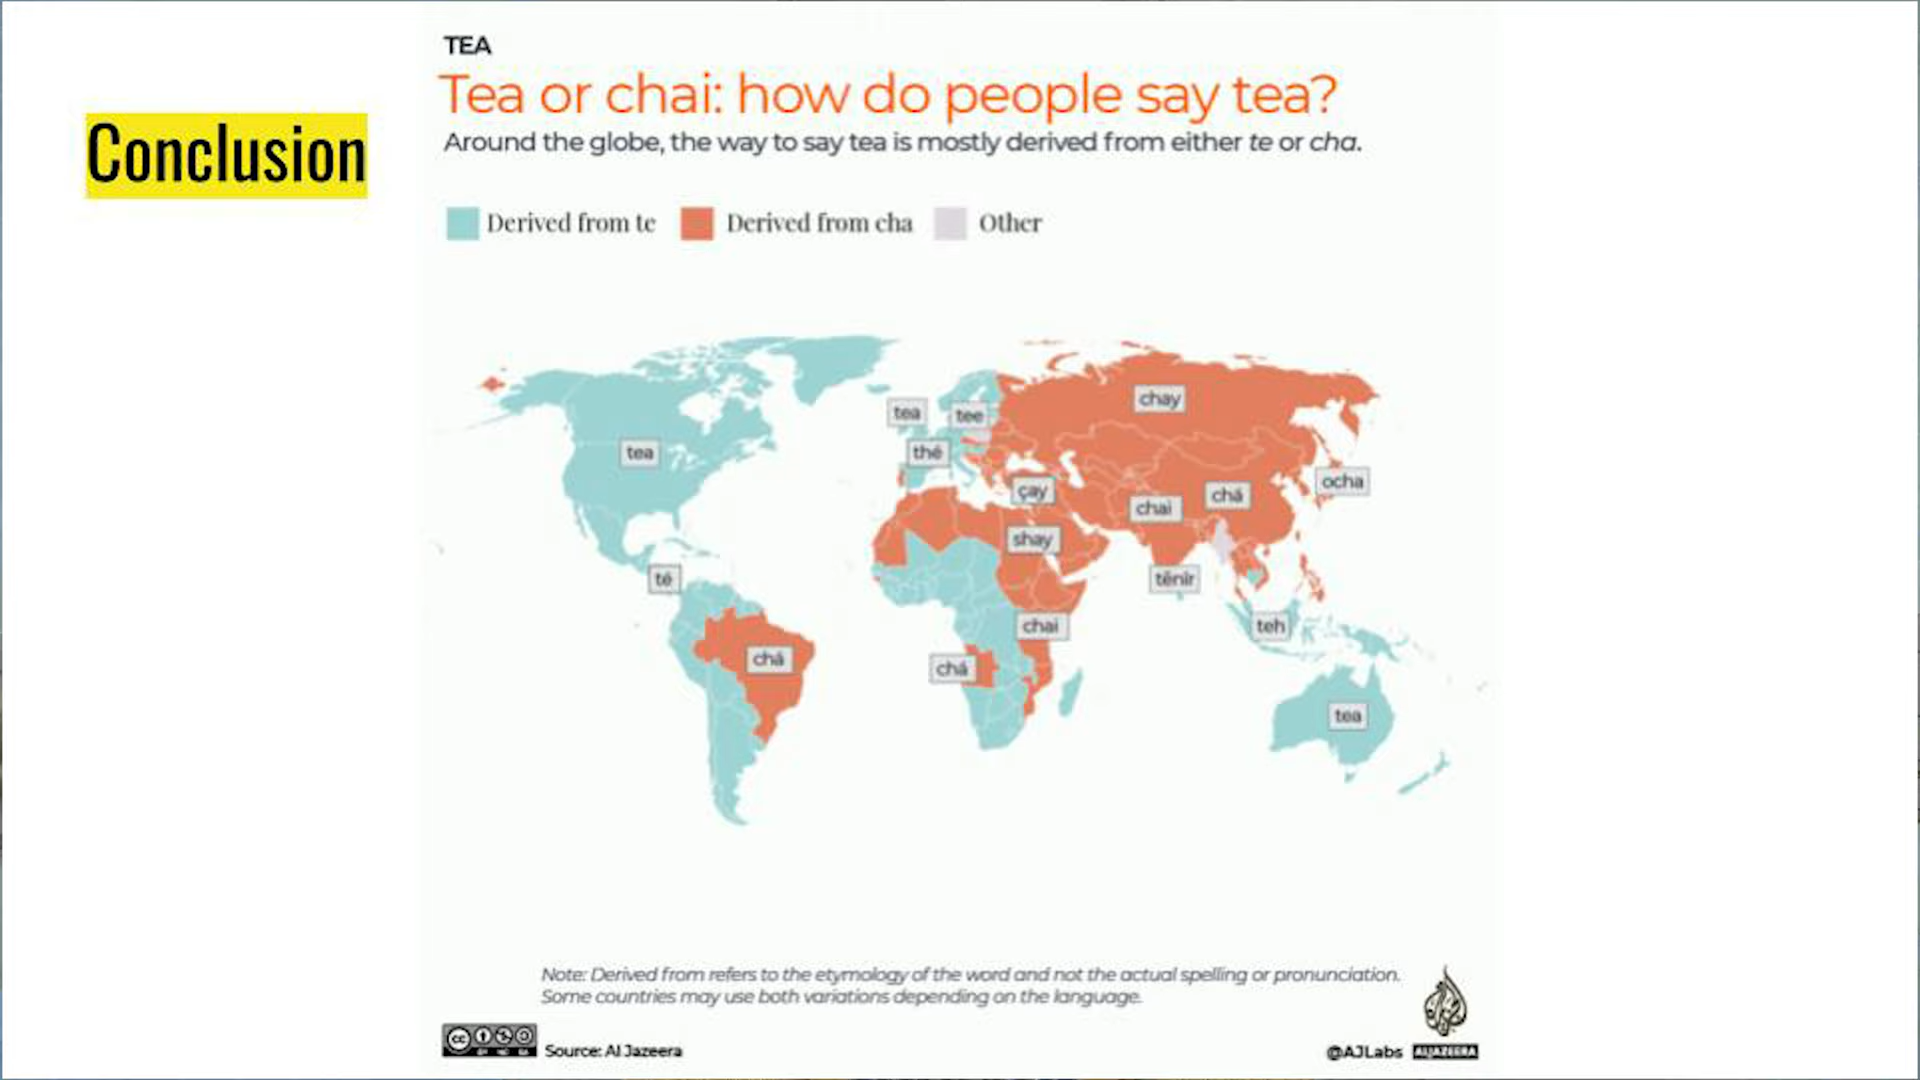 Conclusion
TEA
Tea or chai: how do people say tea?
Around the globe, the way to say tea is mostly derived from either te or cha.
Derived from te
Derived from cha
Other
chay
tea
tee
tea
thé
ocha
çay
chá
chai
shay
té
tēnīr
teh
chai
chá
chá
tea
Note: Derived from refers to the etymology of the word and not the actual spelling or pronunciation.
Some countries may use both variations depending on the language.
cc
Source: Al Jazeera
@AJLabs
ALJAZEERA